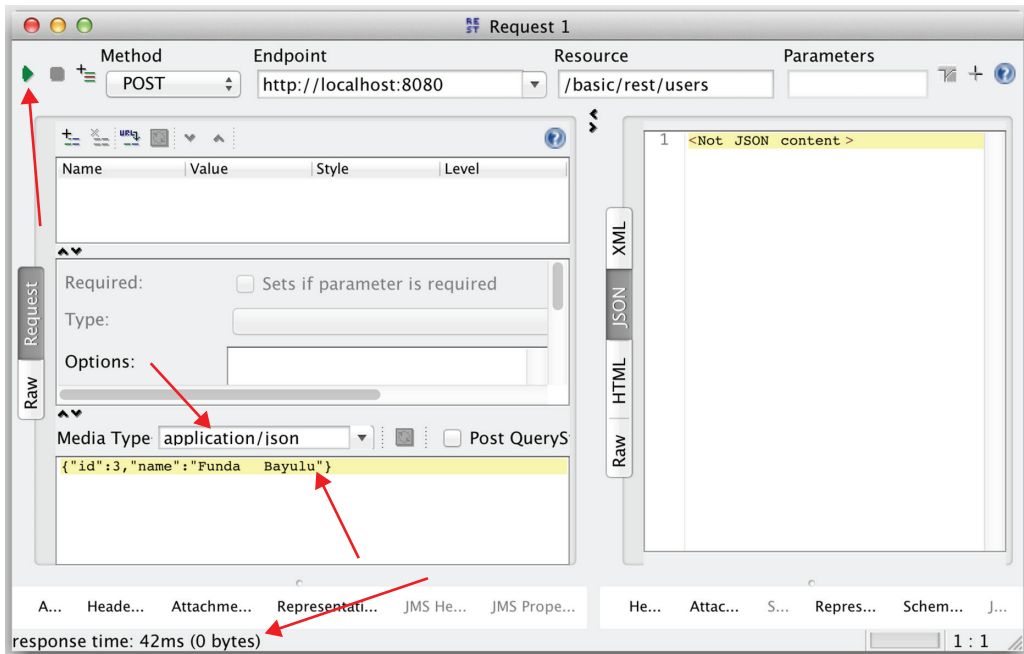 REST Request 1
Method Endpoint Resource Parameters
POST http://localhost:8080 /basic/rest/users
URL
Name Value Style Level
Required: Sets if parameter is required
Type:
Options:
Request
Raw
Media Type application/json Post QueryS
{"id":3,"name":"Funda Bayulu"}
1 <Not JSON content>
XML
JSON
HTML
Raw
A... Heade... Attachme... Representati... JMS He... JMS Prope... He... Attac... S... Repres... Schem... J...
response time: 42ms (0 bytes) 1 : 1